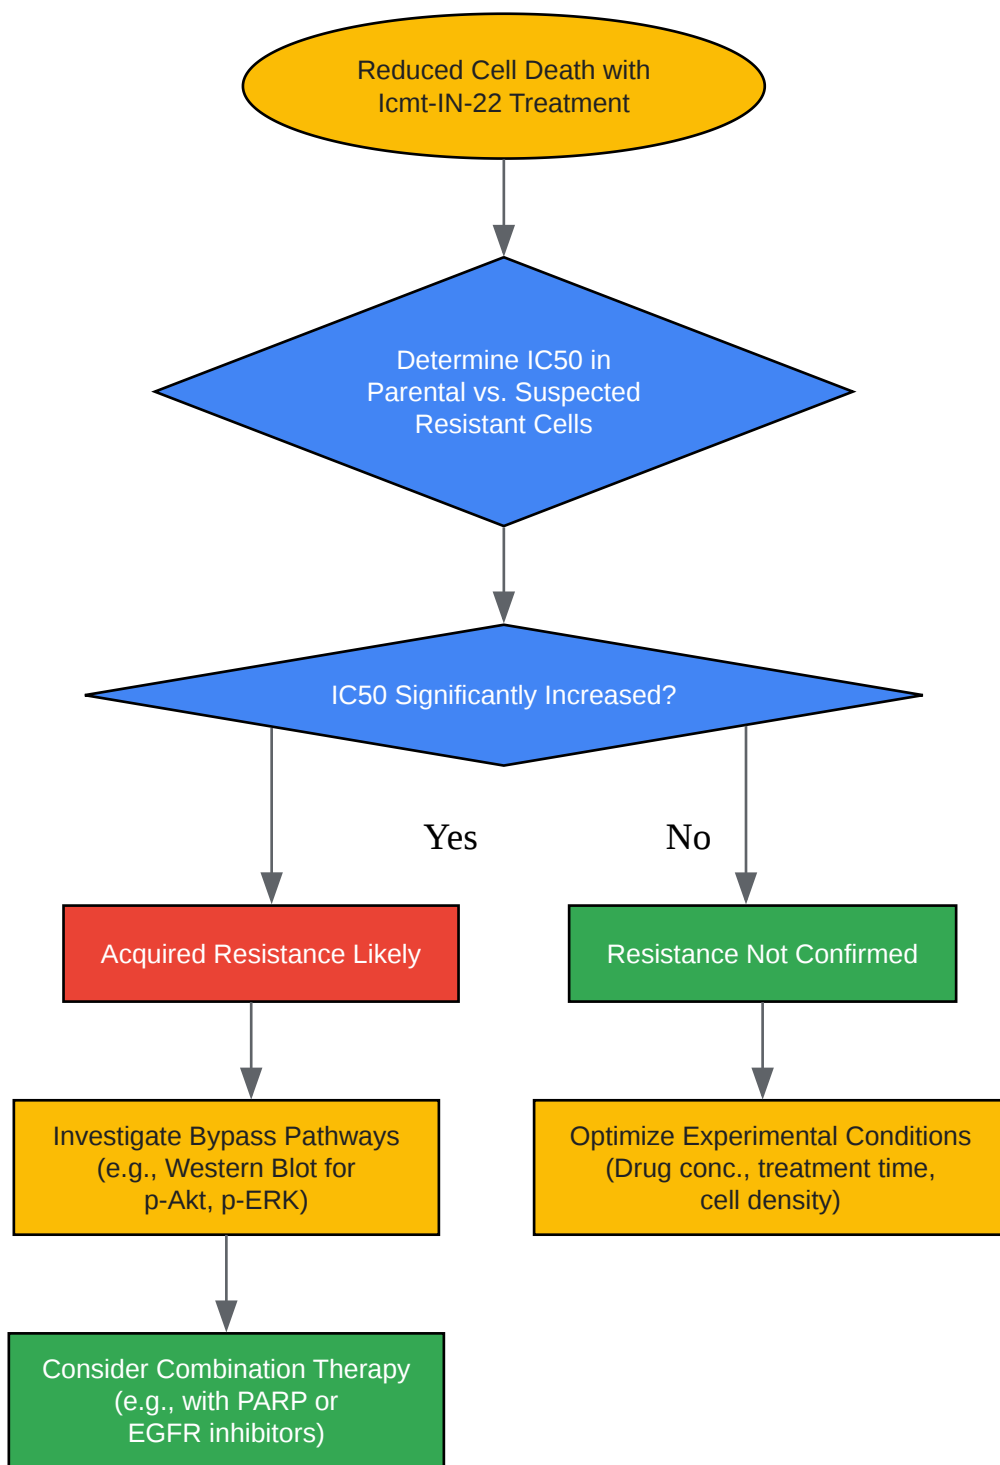 Reduced Cell Death with
Icmt-IN-22 Treatment
Determine IC50 in
Parental vs. Suspected
Resistant Cells
IC50 Significantly Increased?
Yes
No
Acquired Resistance Likely
Resistance Not Confirmed
Investigate Bypass Pathways
(e.g., Western Blot for
p-Akt, p-ERK)
Optimize Experimental Conditions
(Drug conc., treatment time,
cell density)
Consider Combination Therapy
(e.g., with PARP or
EGFR inhibitors)